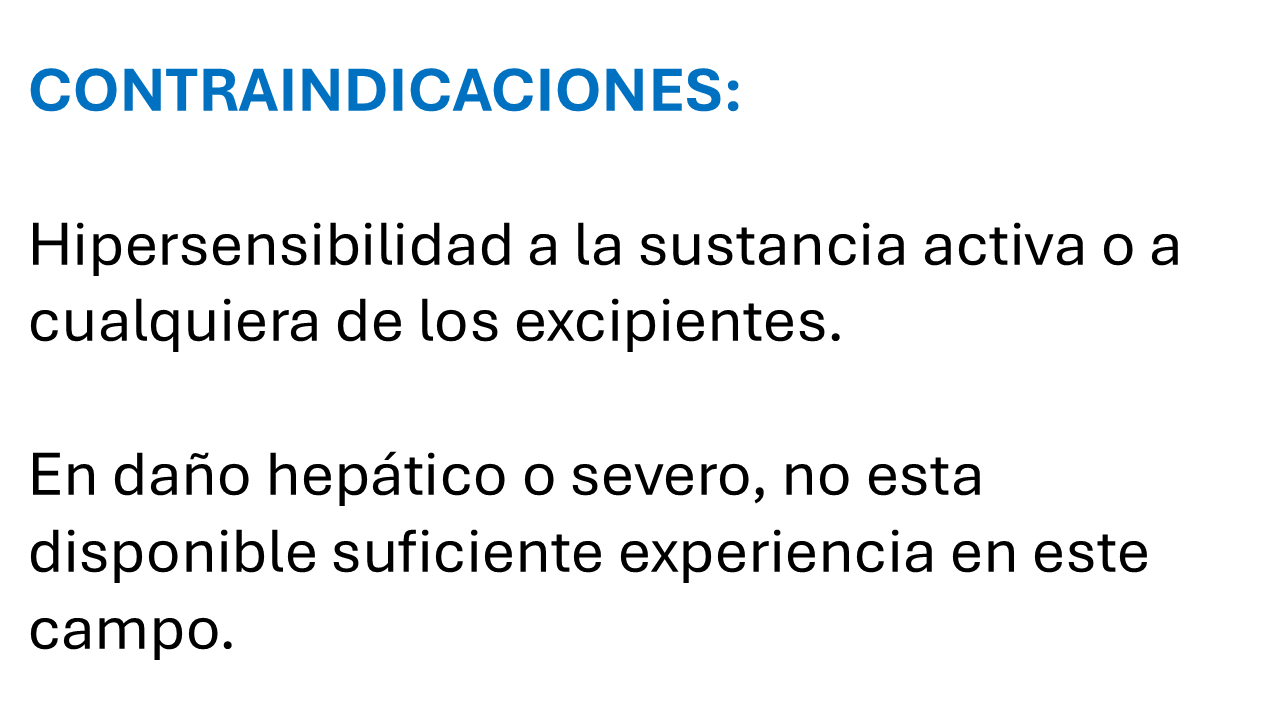 CONTRAINDICACIONES:
Hipersensibilidad a la sustancia activa o a
cualquiera de los excipientes.
En daño hepático o severo, no esta
disponible suficiente experiencia en este
campo.